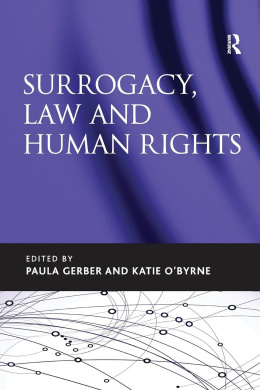 SURROGACY,
LAW AND
HUMAN RIGHTS
EDITED BY
PAULA GERBER AND KATIE O'BYRNE